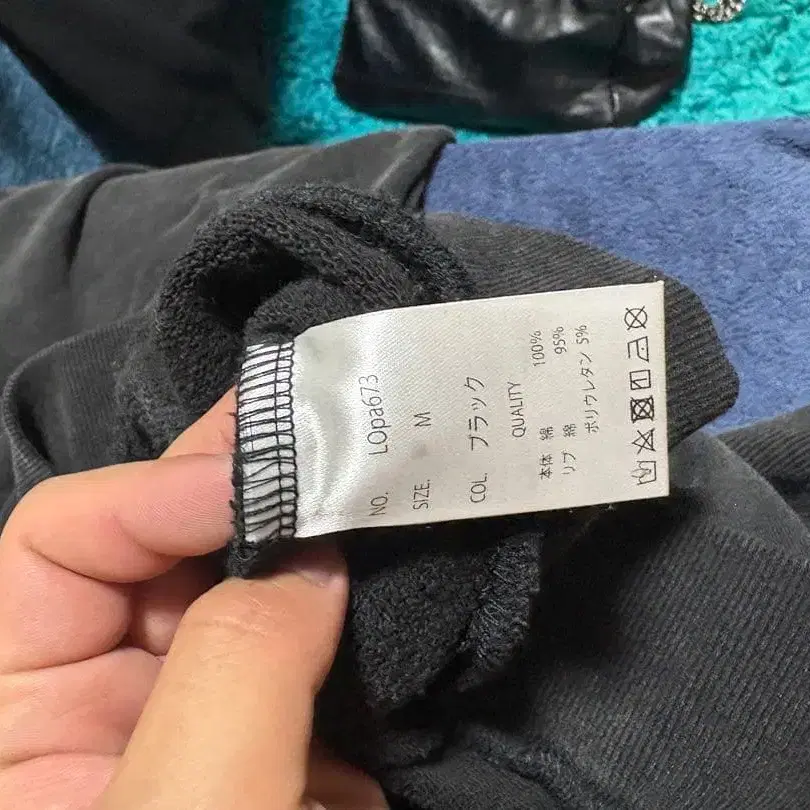 NO. LOpa673
SIZE. M
COL. ブラック
QUALITY
本体 綿 100%
リブ 綿 95%
ポリウレタン 5%